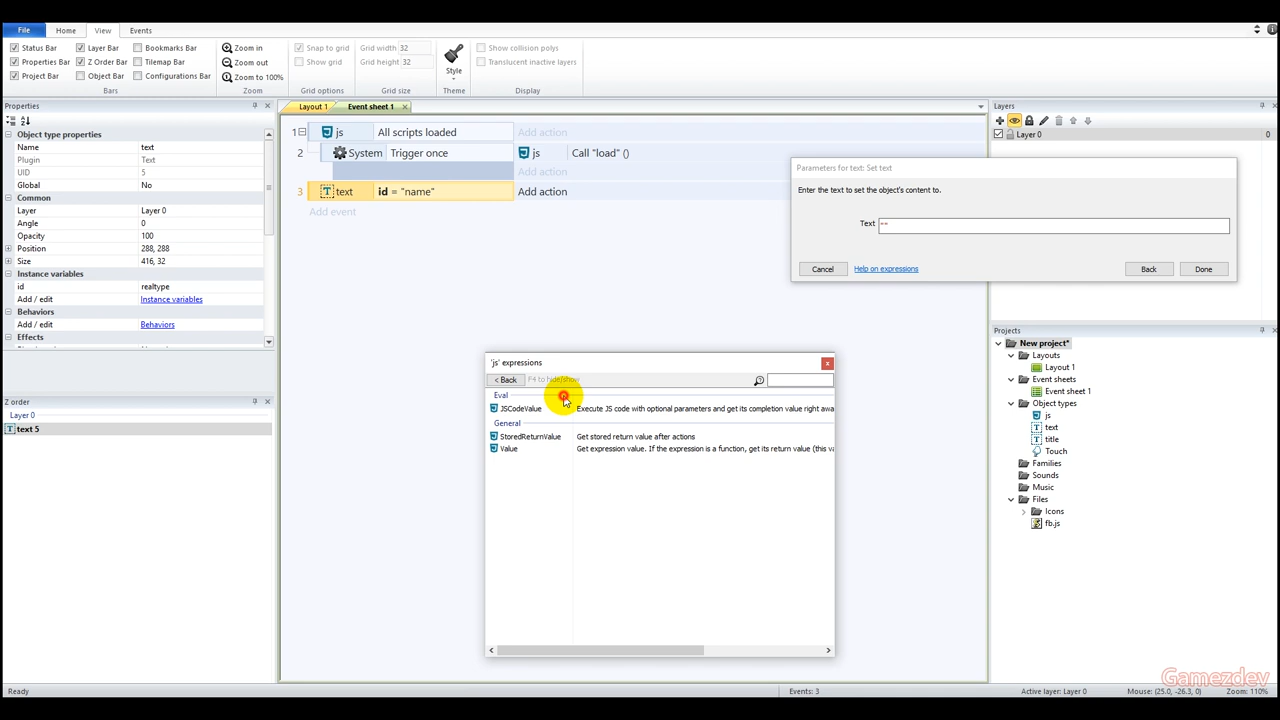 File Home View Events
Status Bar Layer Bar Bookmarks Bar Zoom in Snap to grid Grid width 32 Show collision polys
Properties Bar Z Order Bar Tilemap Bar Zoom out Show grid Grid height 32 Translucent inactive layers
Project Bar Object Bar Configurations Bar Zoom to 100% Style
Bars Zoom Grid options Grid size Theme Display
Properties
Object type properties
Name text
Plugin Text
UID 5
Global No
Common
Layer Layer 0
Angle 0
Opacity 100
Position 288, 288
Size 416, 32
Instance variables
id realtype
Add / edit Instance variables
Behaviors
Add / edit Behaviors
Effects
Z order
Layer 0
text 5
Layout 1 Event sheet 1
1 js All scripts loaded Add action
2 System Trigger once js Call "load" ()
Add action
3 text id = "name" Add action
Add event
Parameters for text: Set text
Enter the text to set the object's content to.
Text ""
Cancel Help on expressions Back Done
'js' expressions
< Back F4 to hide/show
Eval
JSCodeValue Execute JS code with optional parameters and get its completion value right awa
General
StoredReturnValue Get stored return value after actions
Value Get expression value. If the expression is a function, get its return value (this va
Layers
Layer 0 0
Projects
New project*
Layouts
Layout 1
Event sheets
Event sheet 1
Object types
js
text
title
Touch
Families
Sounds
Music
Files
Icons
fb.js
Gamezdev
Ready Events: 3 Active layer: Layer 0 Mouse: (25.0, -26.3, 0) Zoom: 110%